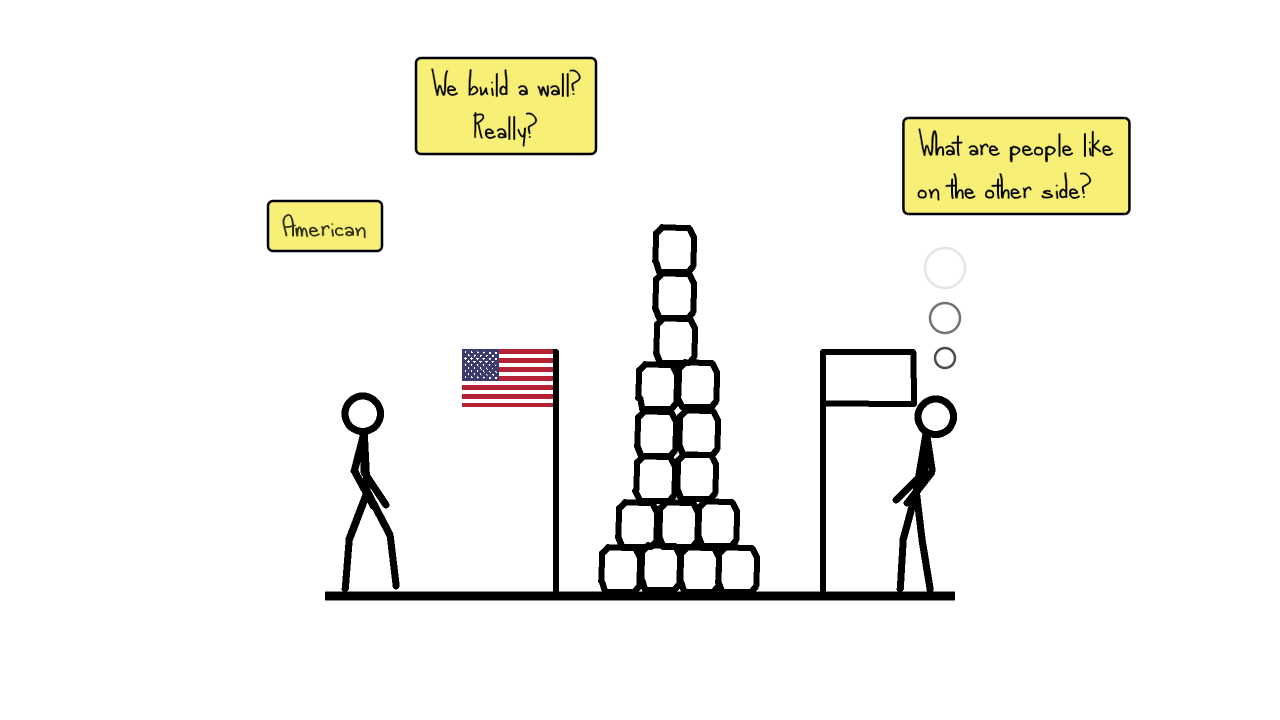 We build a wall?
Really?
What are people like
on the other side?
American